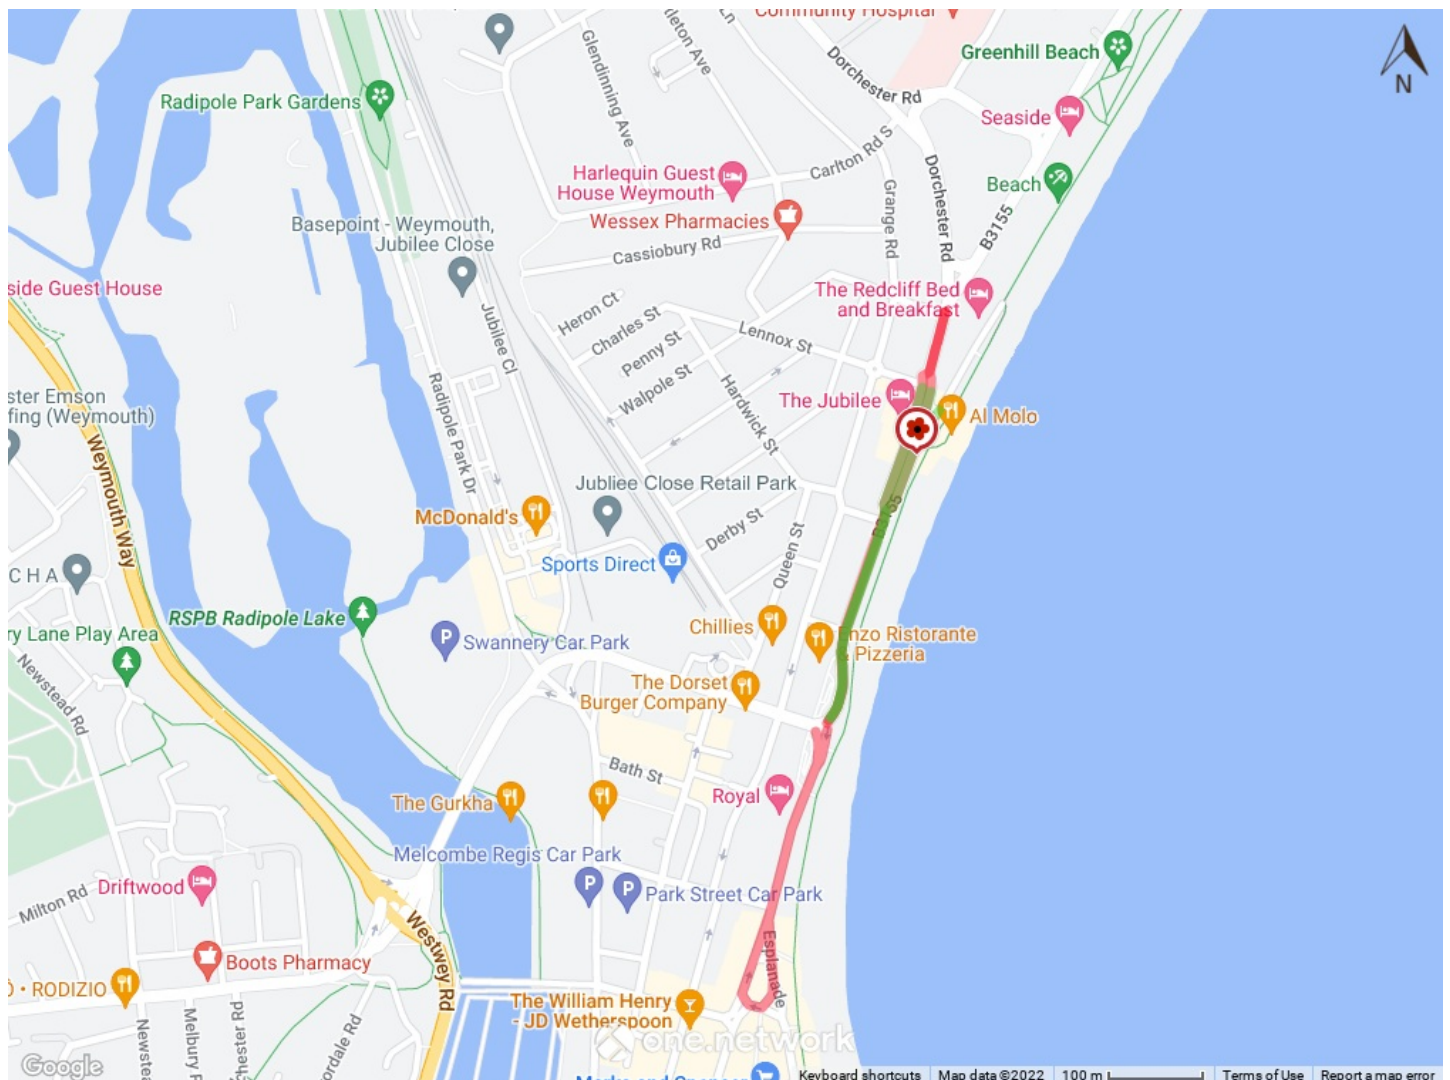 Community Hospital
Greenhill Beach
N
Dorchester Rd
Glendinning Ave
Radipole Park Gardens
Seaside
Carlton Rd S
Harlequin Guest
House Weymouth
Dorchester Rd
Beach
Grange Rd
Wessex Pharmacies
Basepoint - Weymouth,
Jubilee Close
Cassiobury Rd
B3155
side Guest House
The Redcliff Bed
and Breakfast
Heron Ct
Charles St
Lennox St
Jubilee Cl
Penny St
Walpole St
Radipole Park Dr
Hardwick St
The Jubilee
Al Molo
ster Emson
fing (Weymouth)
Weymouth Way
Jubliee Close Retail Park
McDonald's
Derby St
B3155
Queen St
Sports Direct
C H A
RSPB Radipole Lake
ry Lane Play Area
Chillies
Enzo Ristorante
& Pizzeria
P
Swannery Car Park
Newstead Rd
The Dorset
Burger Company
Bath St
Royal
The Gurkha
Melcombe Regis Car Park
P
P
Park Street Car Park
Driftwood
Milton Rd
Westwey Rd
Esplanade
Boots Pharmacy
• RODIZIO
The William Henry
- JD Wetherspoon
one.network
Google
Keyboard shortcuts
Map data ©2022
100 m
Terms of Use
Report a map error